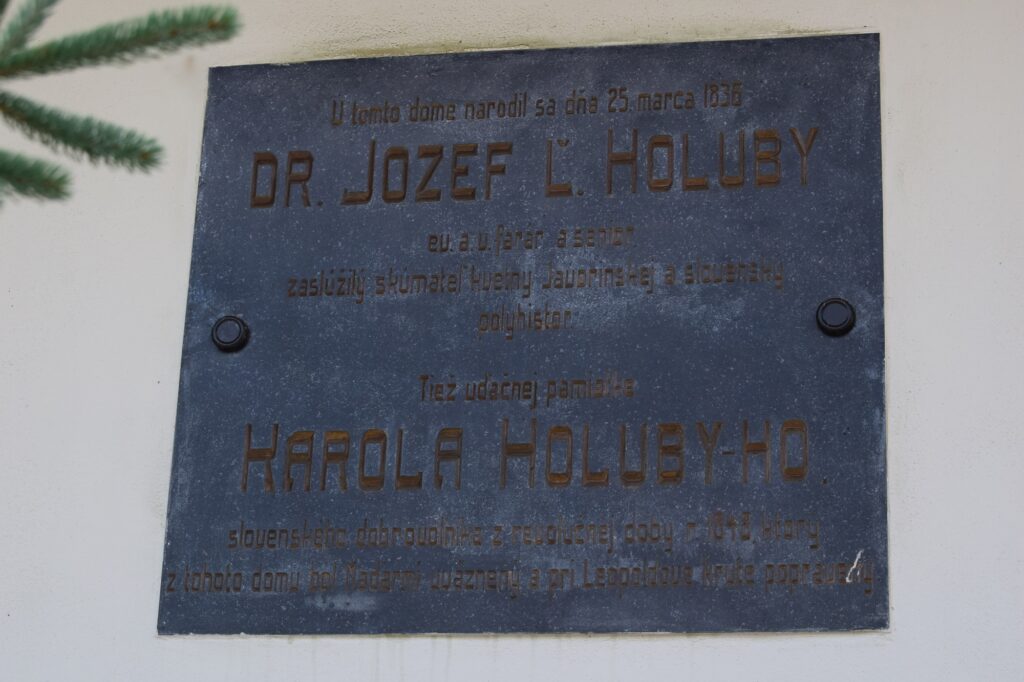 U tomto dome narodil sa dňa 25. marca 1836
DR. JOZEF Ľ. HOLUBY
ev. a. v. farár a senior
zaslúžilý skúmateľ kveteny Javorinskej a slovenský
polyhistor.
Tiež vďačnej pamiatke
KAROLA HOLUBY-HO.
slovenského dobrovolníka z revolučnej doby r. 1848, ktorý
z tohoto domu bol Maďarmi uväznený a pri Leopoldove kruto popravený